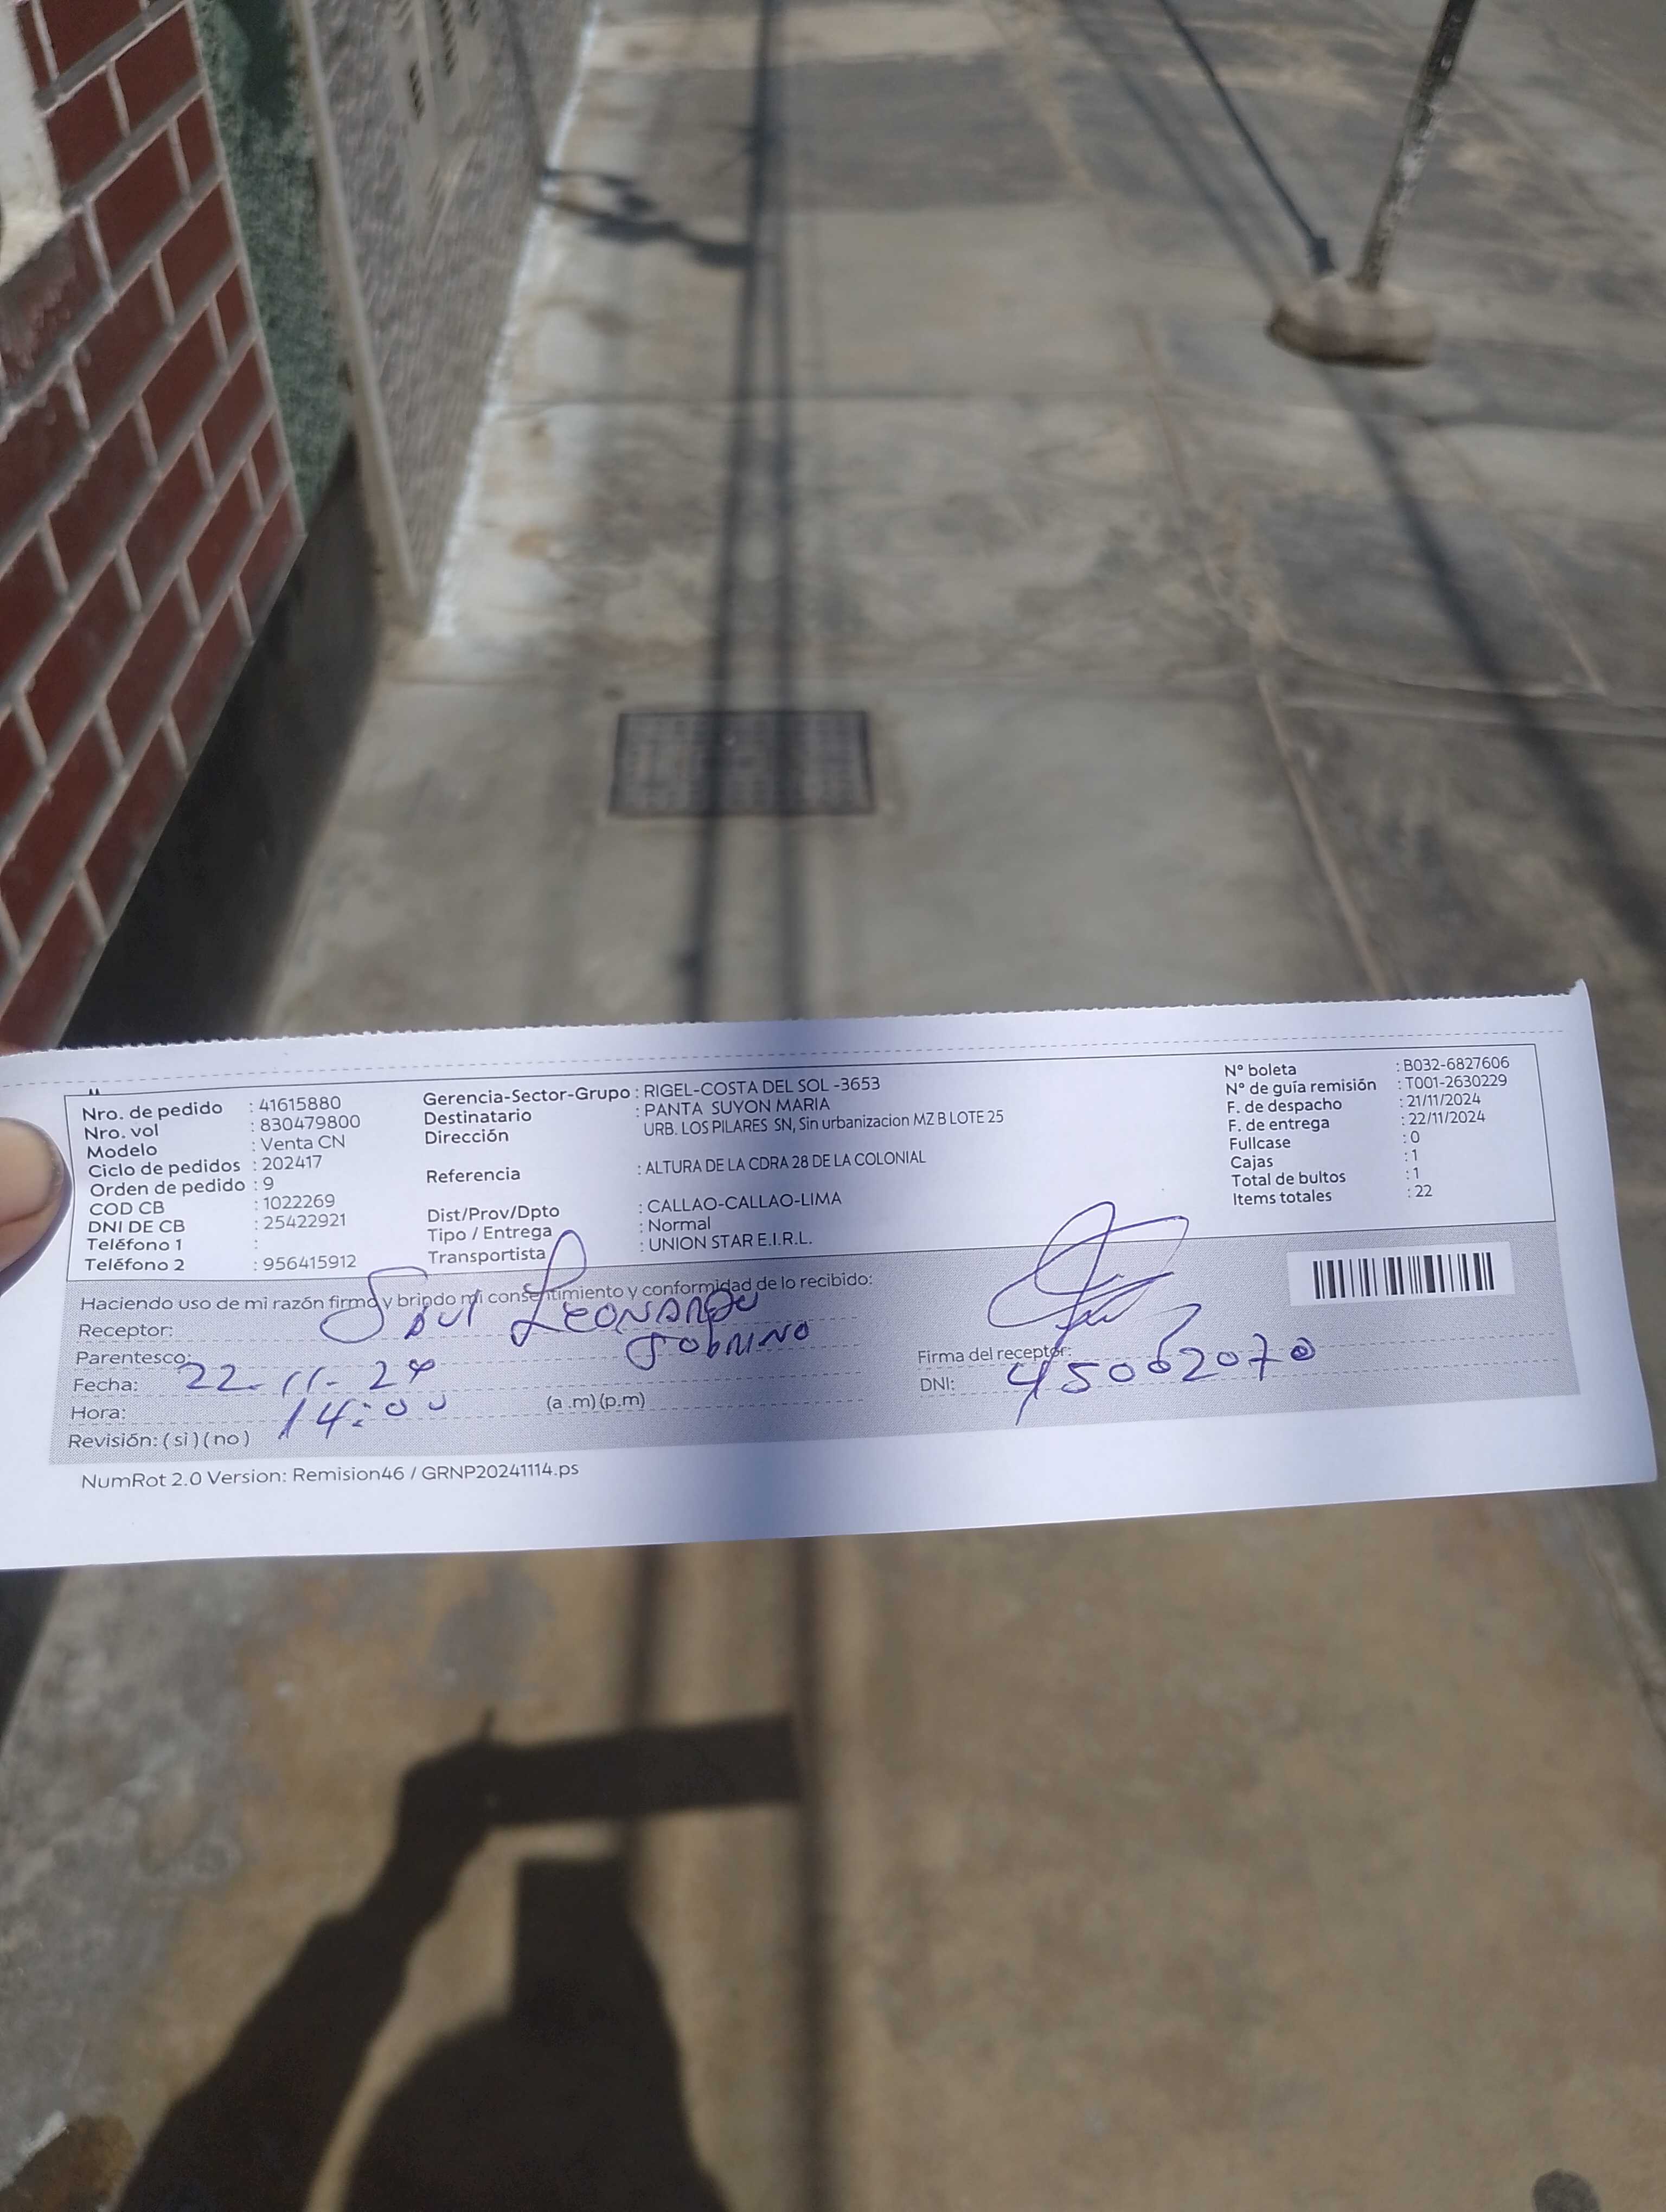 Nro. de pedido : 41615880
Nro. vol : 830479800
Modelo : Venta CN
Ciclo de pedidos : 202417
Orden de pedido : 9
COD CB : 1022269
DNI DE CB : 25422921
Teléfono 1 :
Teléfono 2 : 956415912
Gerencia-Sector-Grupo : RIGEL-COSTA DEL SOL -3653
Destinatario : PANTA SUYON MARIA
Dirección URB. LOS PILARES SN, Sin urbanizacion MZ B LOTE 25
Referencia : ALTURA DE LA CDRA 28 DE LA COLONIAL
Dist/Prov/Dpto : CALLAO-CALLAO-LIMA
Tipo / Entrega : Normal
Transportista : UNION STAR E.I.R.L.
N° boleta : B032-6827606
N° de guía remisión : T001-2630229
F. de despacho : 21/11/2024
F. de entrega : 22/11/2024
Fullcase : 0
Cajas : 1
Total de bultos : 1
Items totales : 22
Haciendo uso de mi razón firmo y brindo mi consentimiento y conformidad de lo recibido:
Receptor: Saul Leonardo
Parentesco: Sobrino
Fecha: 22-11-24
Hora: 14:00 (a .m) (p.m)
Revisión: ( sì ) ( no )
Firma del receptor:
DNI: 45062070
NumRot 2.0 Version: Remision46 / GRNP20241114.ps